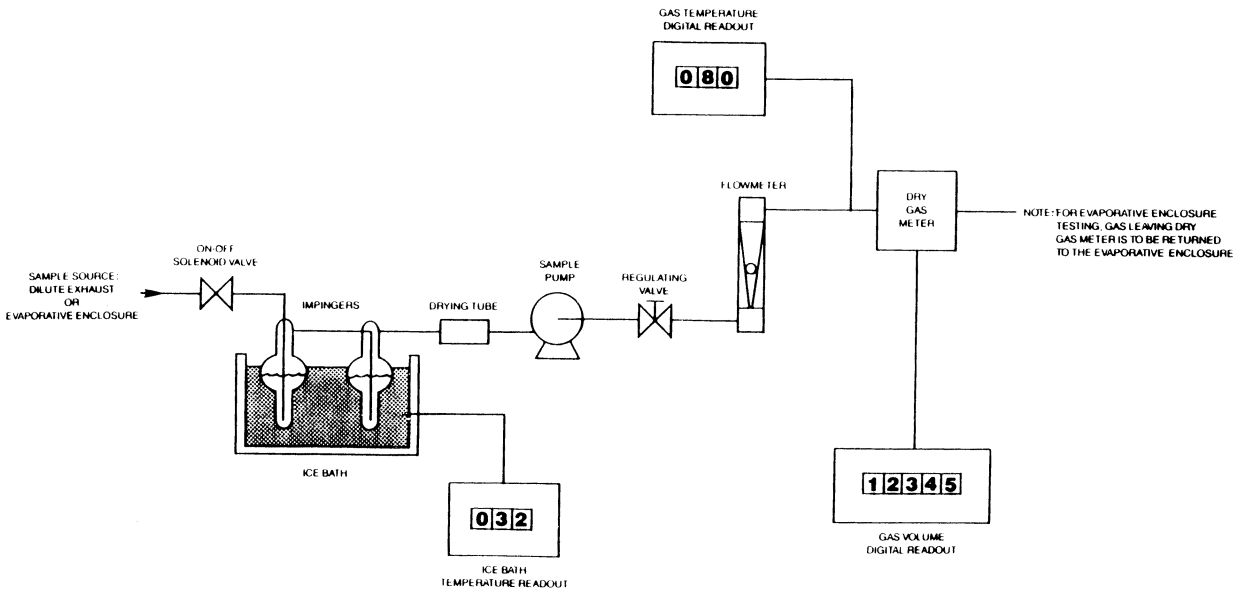 GAS TEMPERATURE
DIGITAL READOUT
080
FLOWMETER
DRY
GAS
METER
NOTE: FOR EVAPORATIVE ENCLOSURE
TESTING, GAS LEAVING DRY
GAS METER IS TO BE RETURNED
TO THE EVAPORATIVE ENCLOSURE
ON-OFF
SOLENOID VALVE
SAMPLE SOURCE:
DILUTE EXHAUST
OR
EVAPORATIVE ENCLOSURE
IMPINGERS
DRYING TUBE
SAMPLE
PUMP
REGULATING
VALVE
ICE BATH
032
ICE BATH
TEMPERATURE READOUT
12345
GAS VOLUME
DIGITAL READOUT